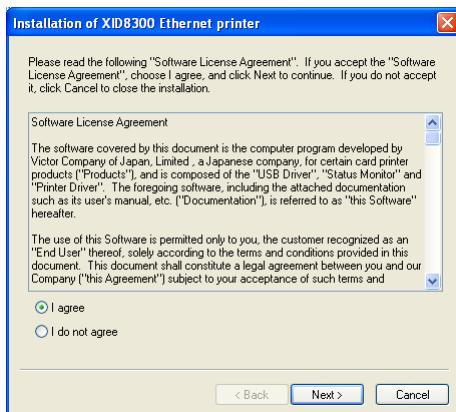 Installation of XID8300 Ethernet printer
Please read the following "Software License Agreement". If you accept the "Software
License Agreement", choose I agree, and click Next to continue. If you do not accept
it, click Cancel to close the installation.
Software License Agreement
The software covered by this document is the computer program developed by
Victor Company of Japan, Limited , a Japanese company, for certain card printer
products ("Products"), and is composed of the "USB Driver", "Status Monitor" and
"Printer Driver". The foregoing software, including the attached documentation
such as its user's manual, etc. ("Documentation"), is referred to as "this Software"
hereafter.
The use of this Software is permitted only to you, the customer recognized as an
"End User" thereof, solely according to the terms and conditions provided in this
document. This document shall constitute a legal agreement between you and our
Company ("this Agreement") subject to your acceptance of such terms and
I agree
I do not agree
< Back
Next >
Cancel